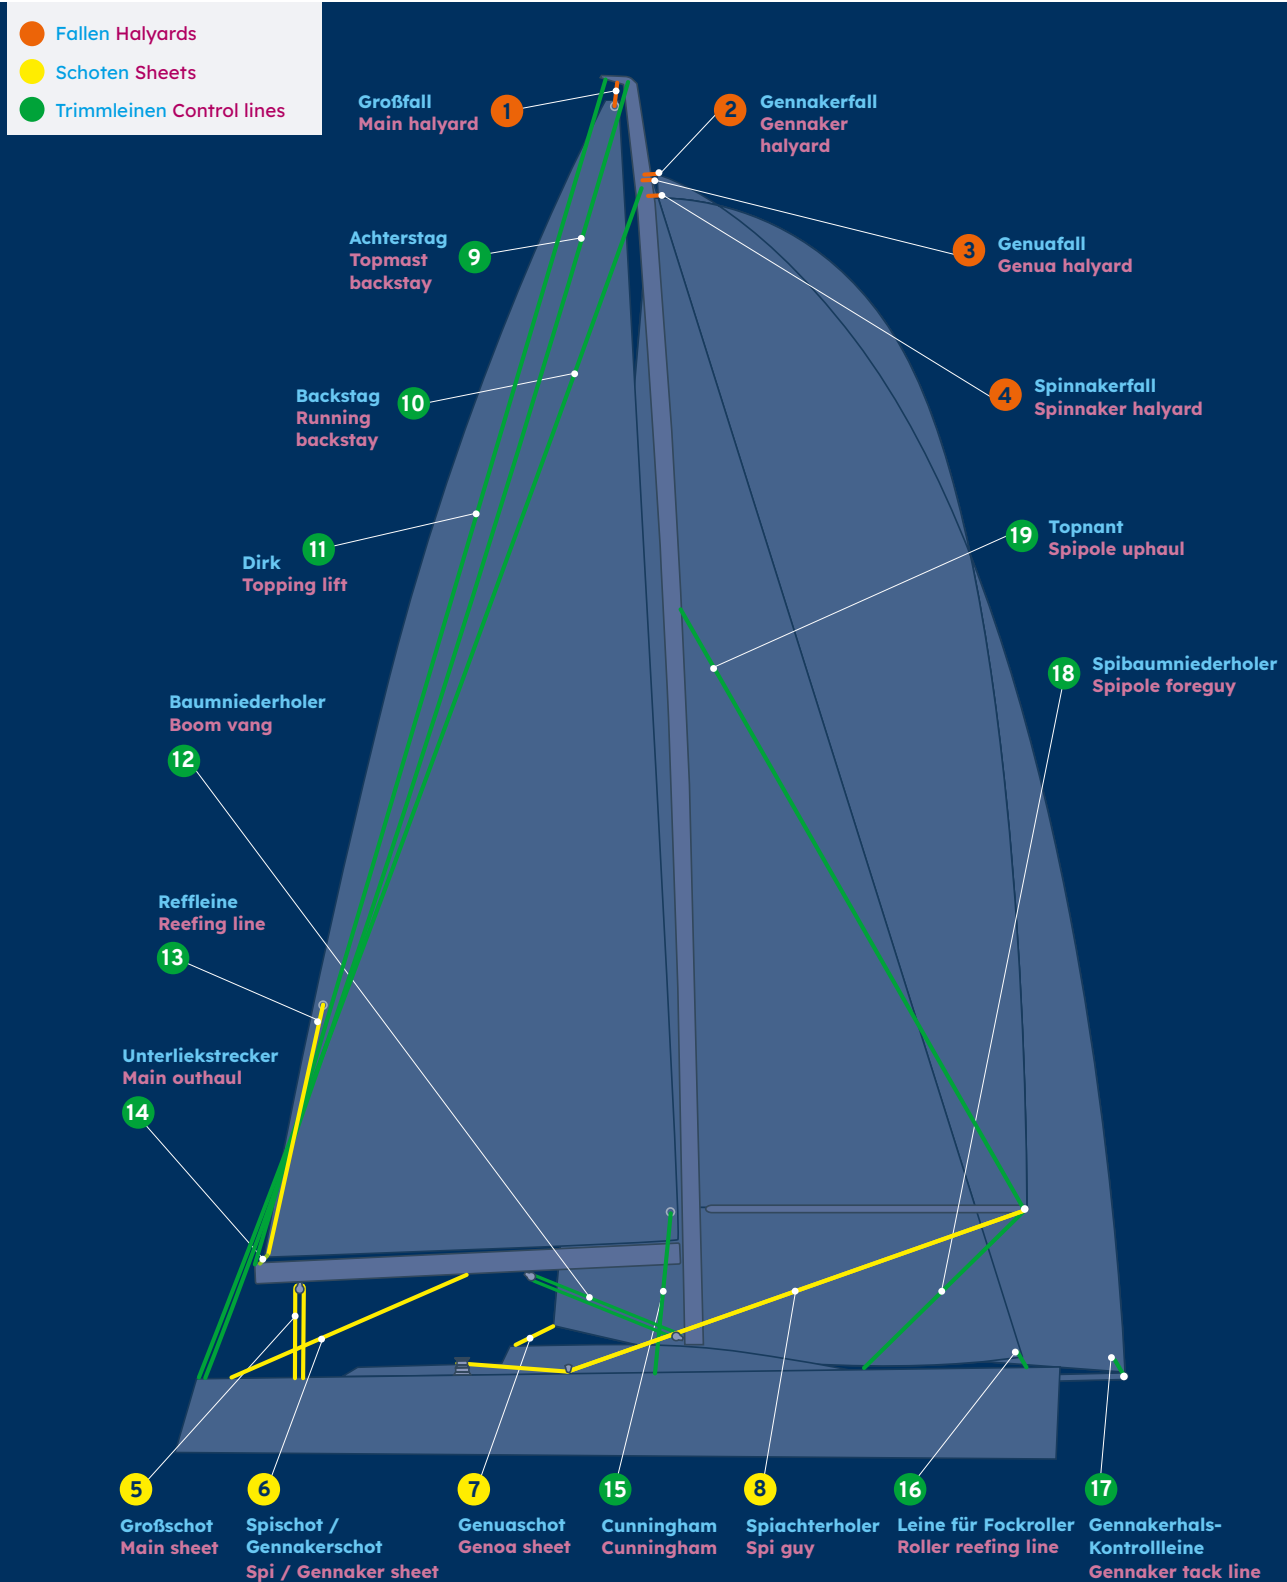 Fallen Halyards
Schoten Sheets
Trimmleinen Control lines
1
Großfall
Main halyard
2
Gennakerfall
Gennaker
halyard
9
Achterstag
Topmast
backstay
3
Genuafall
Genua halyard
10
Backstag
Running
backstay
4
Spinnakerfall
Spinnaker halyard
11
Dirk
Topping lift
19
Topnant
Spipole uphaul
18
Spibaumniederholer
Spipole foreguy
Baumniederholer
Boom vang
12
Reffleine
Reefing line
13
Unterliekstrecker
Main outhaul
14
5
Großschot
Main sheet
6
Spischot /
Gennakerschot
Spi / Gennaker sheet
7
Genuaschot
Genoa sheet
15
Cunningham
Cunningham
8
Spiachterholer
Spi guy
16
Leine für Fockroller
Roller reefing line
17
Gennakerhals-
Kontrollleine
Gennaker tack line